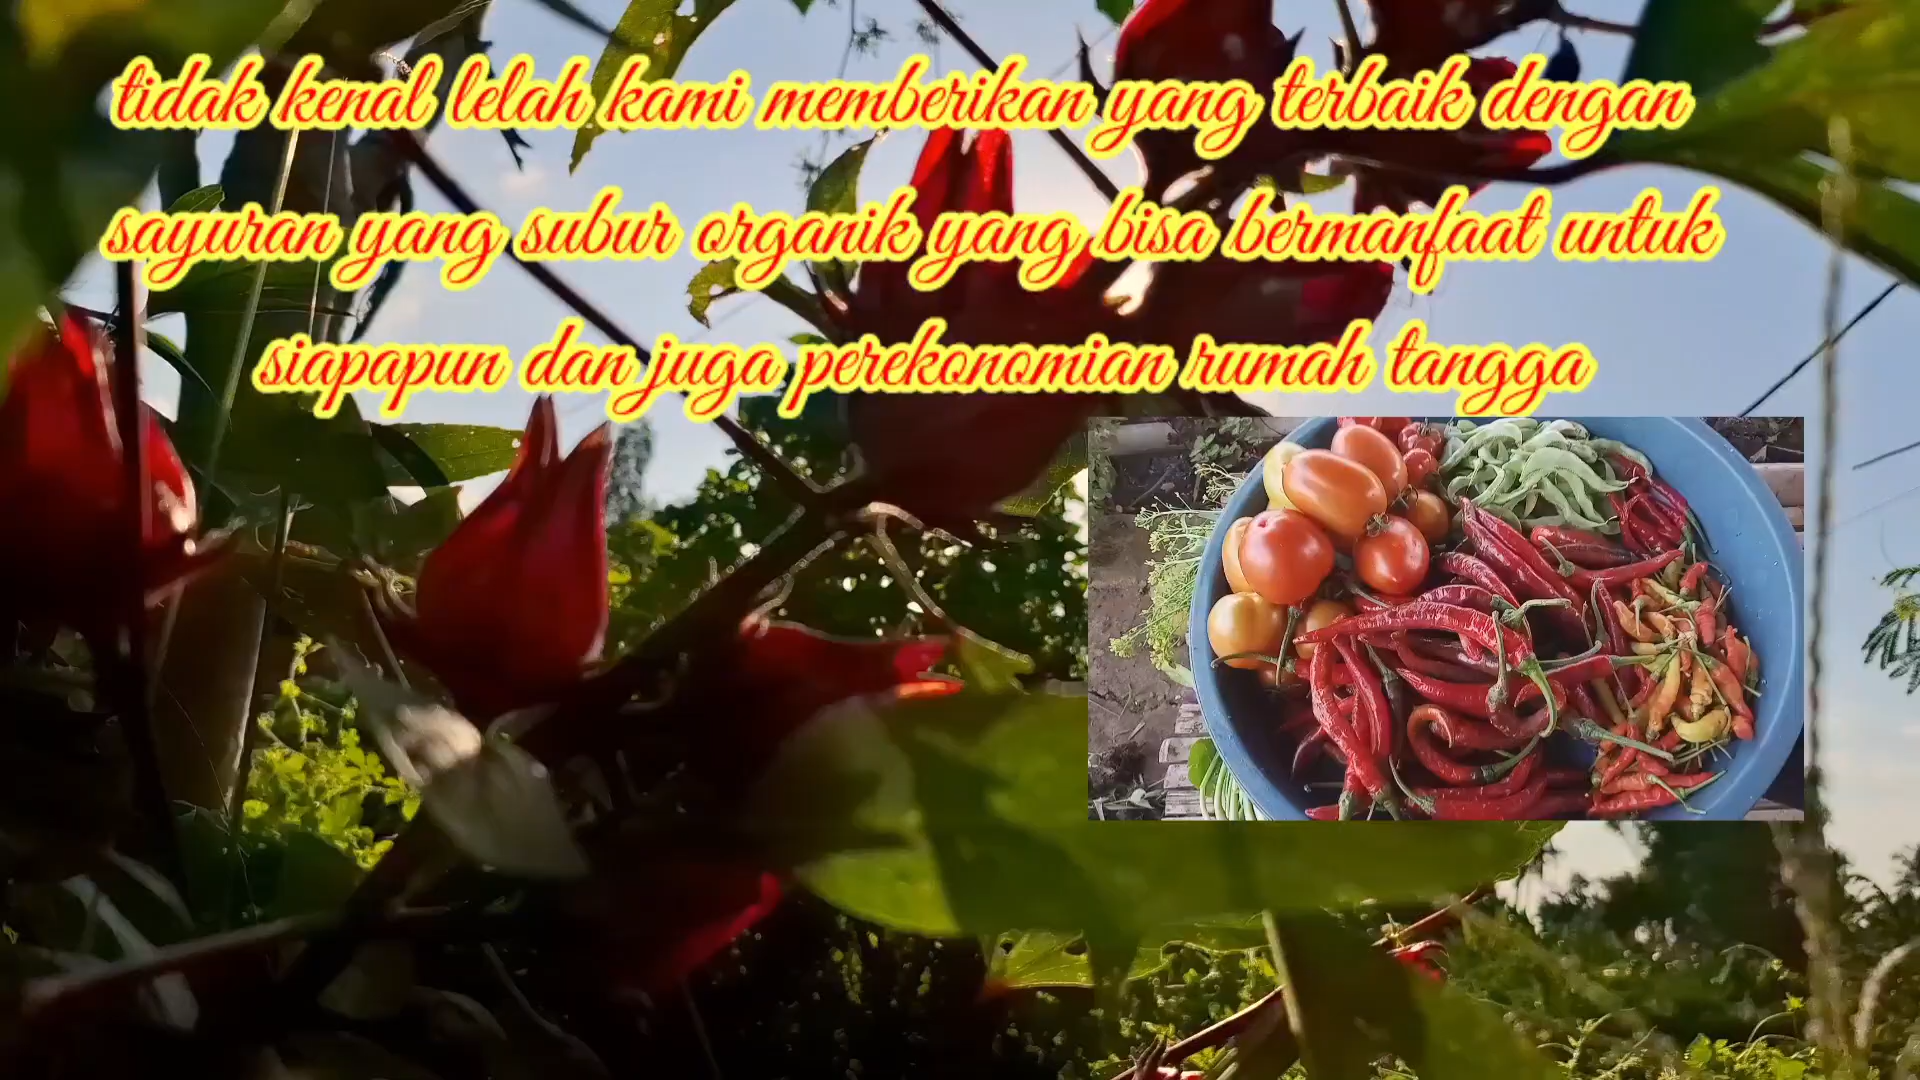 tidak kenal lelah kami memberikan yang terbaik dengan
sayuran yang subur organik yang bisa bermanfaat untuk
siapapun dan juga perekonomian rumah tangga